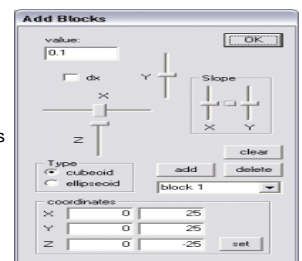 Add Blocks
value:
OK
0.1
dx
Y
Slope
X
X Y
Z
clear
Type
cubeoid
add delete
ellipseoid
block 1
coordinates
X 0 25
Y 0 25
Z 0 -25 set
s